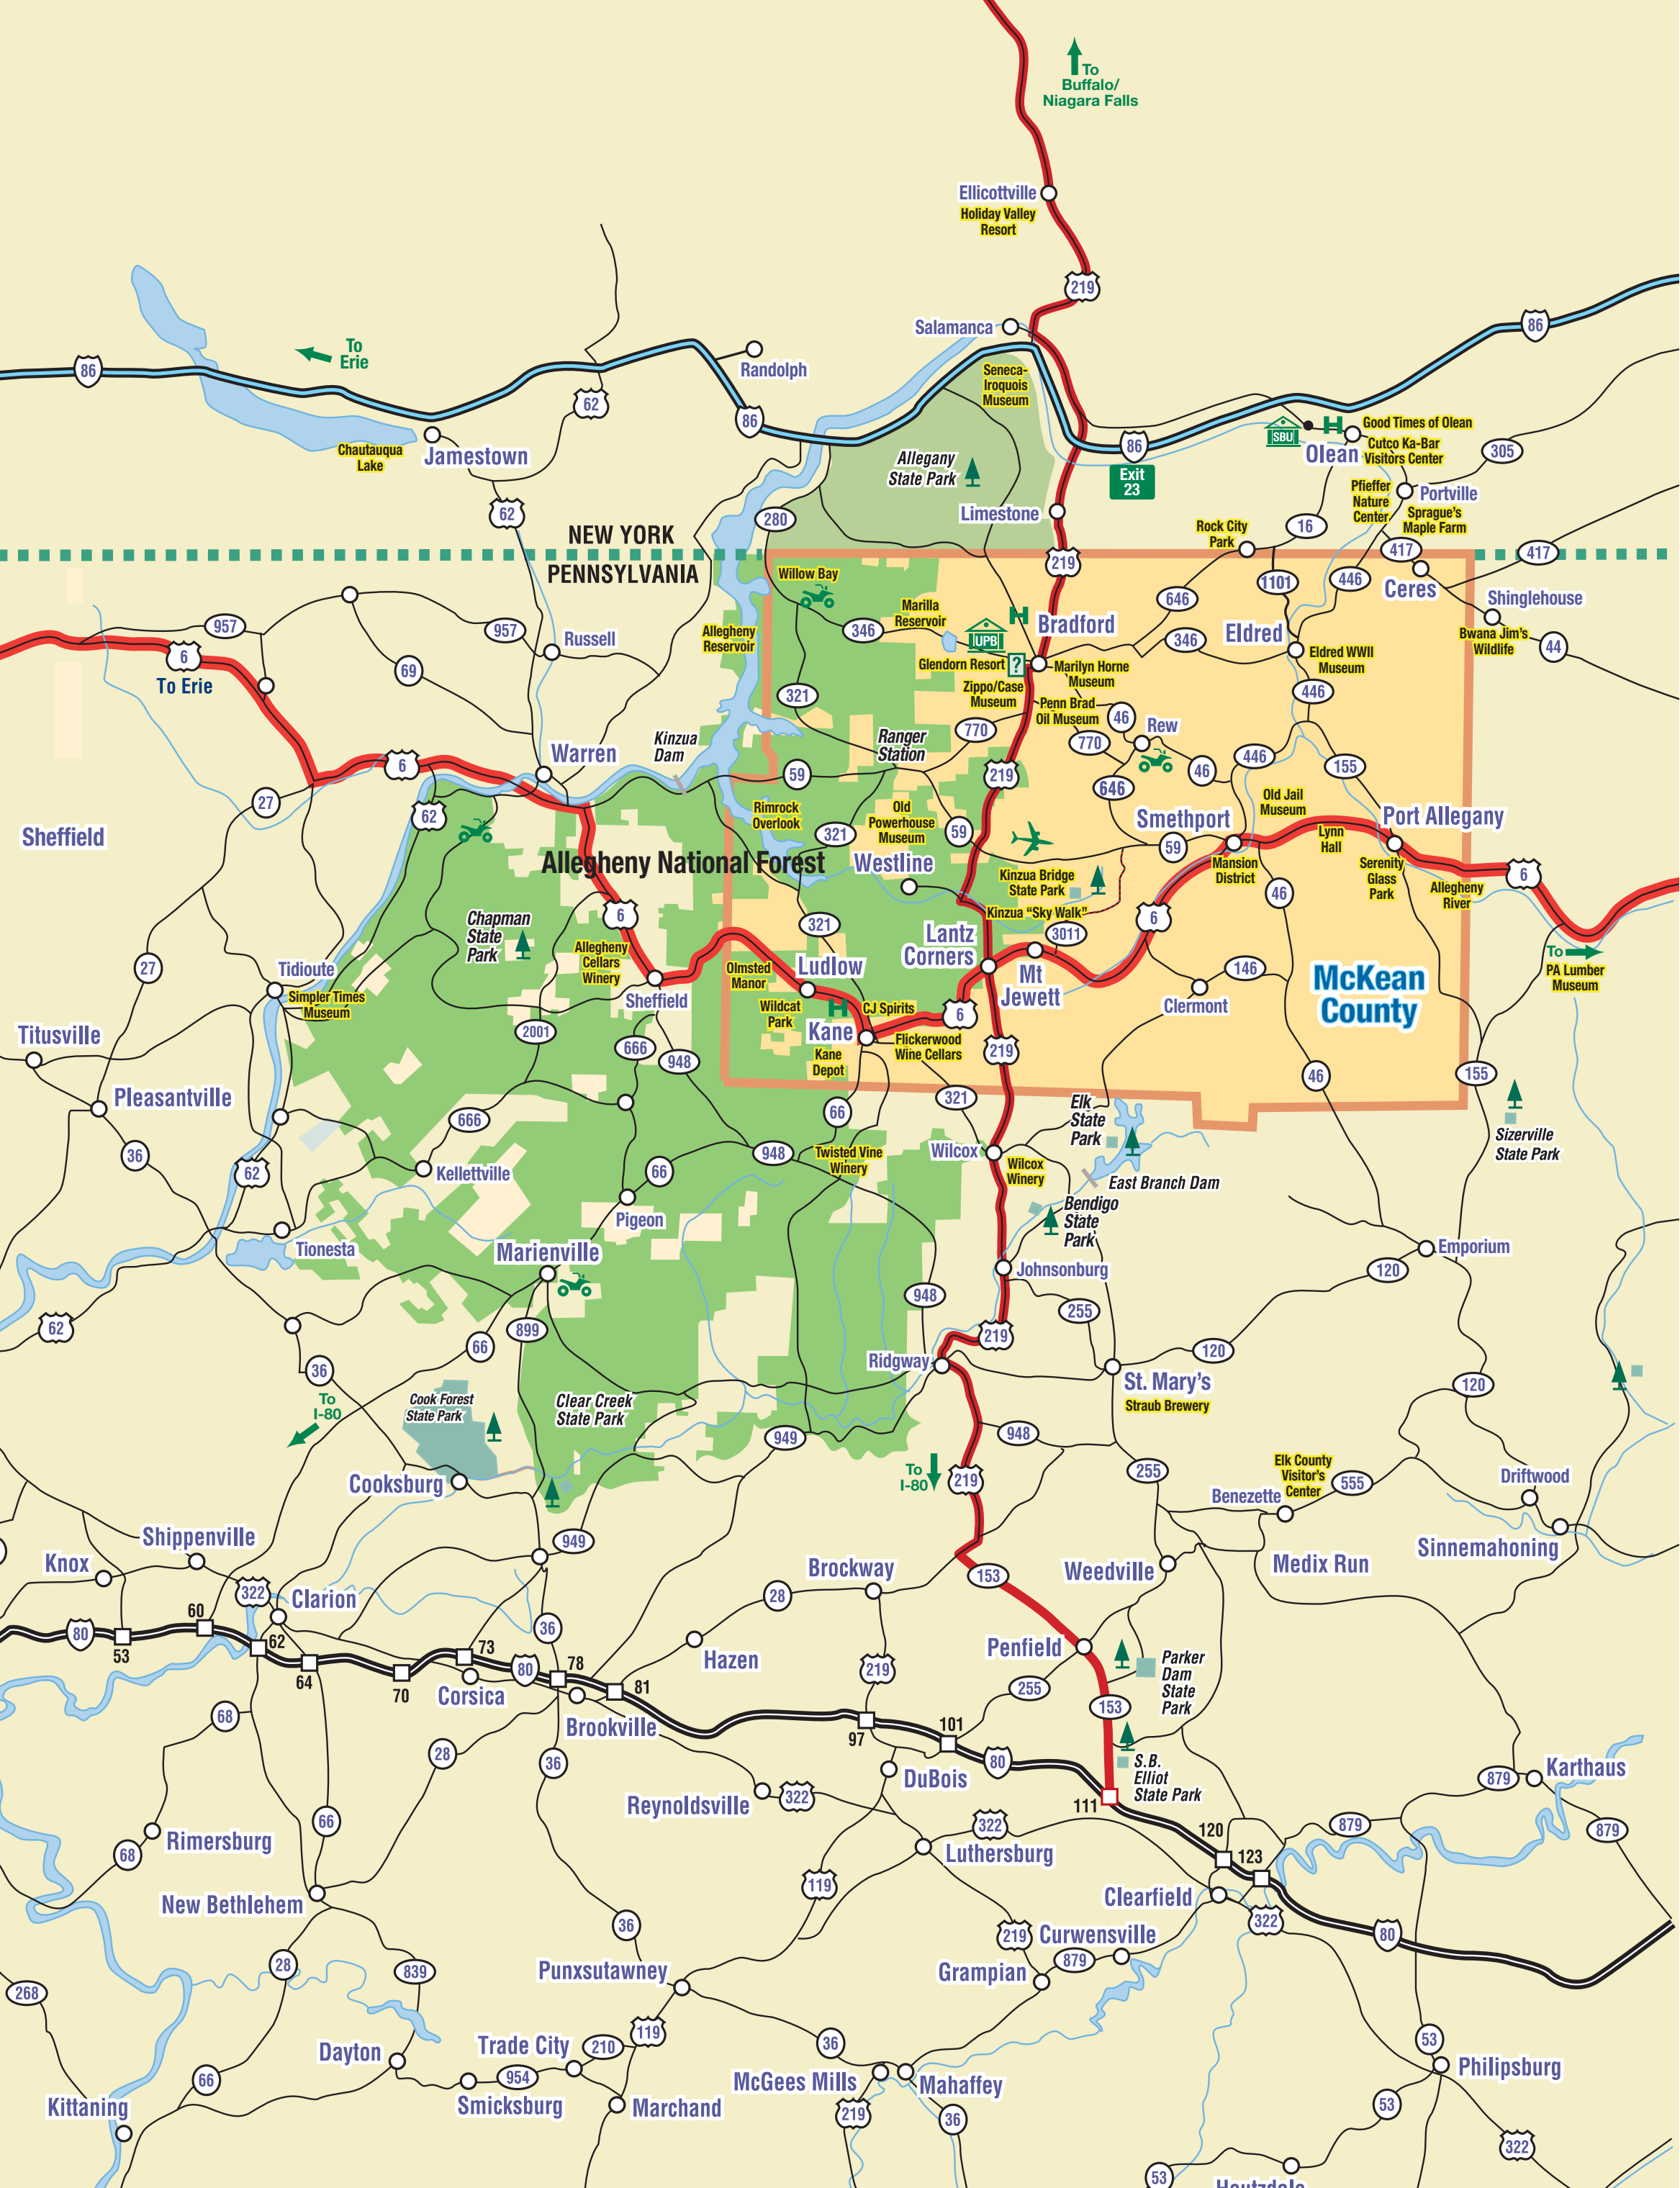 To
Buffalo/
Niagara Falls
Ellicottville
Holiday Valley
Resort
219
Salamanca
86
To
Erie
86
Randolph
Seneca-
Iroquois
Museum
62
86
Chautauqua
Lake
Jamestown
86
Exit
23
SBU
H
Good Times of Olean
Olean
Cutco Ka-Bar
Visitors Center
305
Allegany
State Park
Pfieffer
Nature
Center
Portville
Sprague's
Maple Farm
62
280
Limestone
Rock City
Park
16
NEW YORK
PENNSYLVANIA
219
417
417
Willow Bay
1101
446
Ceres
646
Shinglehouse
Marilla
Reservoir
H
Bradford
957
957
Russell
Allegheny
Reservoir
346
UPB
346
Eldred
Bwana Jim's
Wildlife
44
6
To Erie
69
Glendorn Resort
?
Marilyn Horne
Museum
Eldred WWII
Museum
321
Zippo/Case
Museum
446
Penn Brad
Oil Museum
46
Rew
Kinzua
Dam
Ranger
Station
770
770
Warren
6
59
219
46
446
155
27
62
646
Rimrock
Overlook
Old
Powerhouse
Museum
Old Jail
Museum
Smethport
Port Allegany
Sheffield
321
59
59
Lynn
Hall
Allegheny National Forest
Westline
Mansion
District
Serenity
Glass
Park
6
Kinzua Bridge
State Park
46
Allegheny
River
Kinzua "Sky Walk"
Chapman
State
Park
6
321
6
Lantz
Corners
3011
To
PA Lumber
Museum
Allegheny
Cellars
Winery
27
Tidioute
Olmsted
Manor
Ludlow
Mt
Jewett
146
McKean
County
Simpler Times
Museum
Sheffield
Wildcat
Park
H
CJ Spirits
6
Clermont
Titusville
2001
666
948
Kane
Flickerwood
Wine Cellars
219
Kane
Depot
46
155
Pleasantville
666
66
321
Elk
State
Park
Sizerville
State Park
36
62
948
Twisted Vine
Winery
Wilcox
Wilcox
Winery
Kellettville
66
East Branch Dam
Pigeon
Bendigo
State
Park
Tionesta
Marienville
Emporium
Johnsonburg
120
62
948
899
66
255
219
120
36
Ridgway
St. Mary's
120
To
I-80
Cook Forest
State Park
Clear Creek
State Park
Straub Brewery
949
948
To
I-80
219
255
Elk County
Visitor's
Center
555
Driftwood
Cooksburg
Benezette
Shippenville
949
Sinnemahoning
Knox
Brockway
153
Weedville
Medix Run
322
Clarion
28
60
80
53
62
36
Penfield
73
64
Hazen
78
219
Parker
Dam
State
Park
80
81
70
Corsica
255
153
68
Brookville
101
97
28
36
80
S.B.
Elliot
State Park
DuBois
879
Karthaus
Reynoldsville
322
111
66
322
879
879
120
Rimersburg
68
123
Luthersburg
119
Clearfield
New Bethlehem
322
36
219
Curwensville
80
28
839
Punxsutawney
Grampian
879
268
119
Trade City
210
36
53
Dayton
954
McGees Mills
Mahaffey
Philipsburg
66
Smicksburg
Marchand
53
Kittaning
219
36
322
53